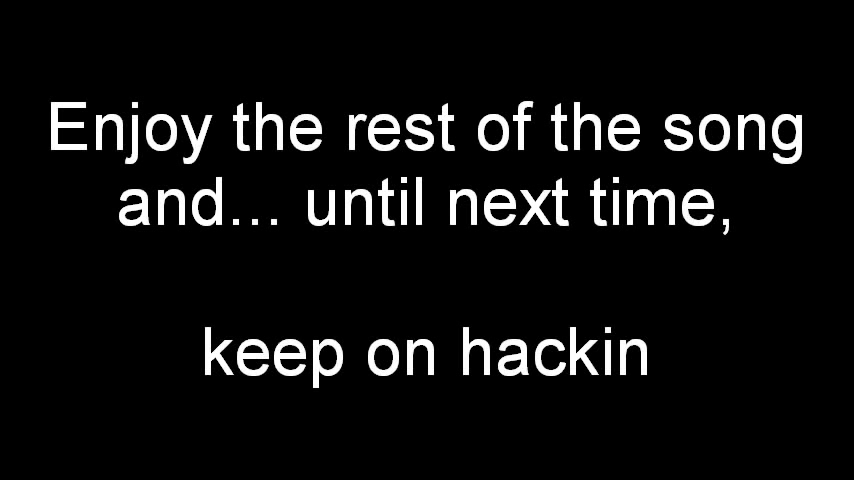 Enjoy the rest of the song
and... until next time,
keep on hackin